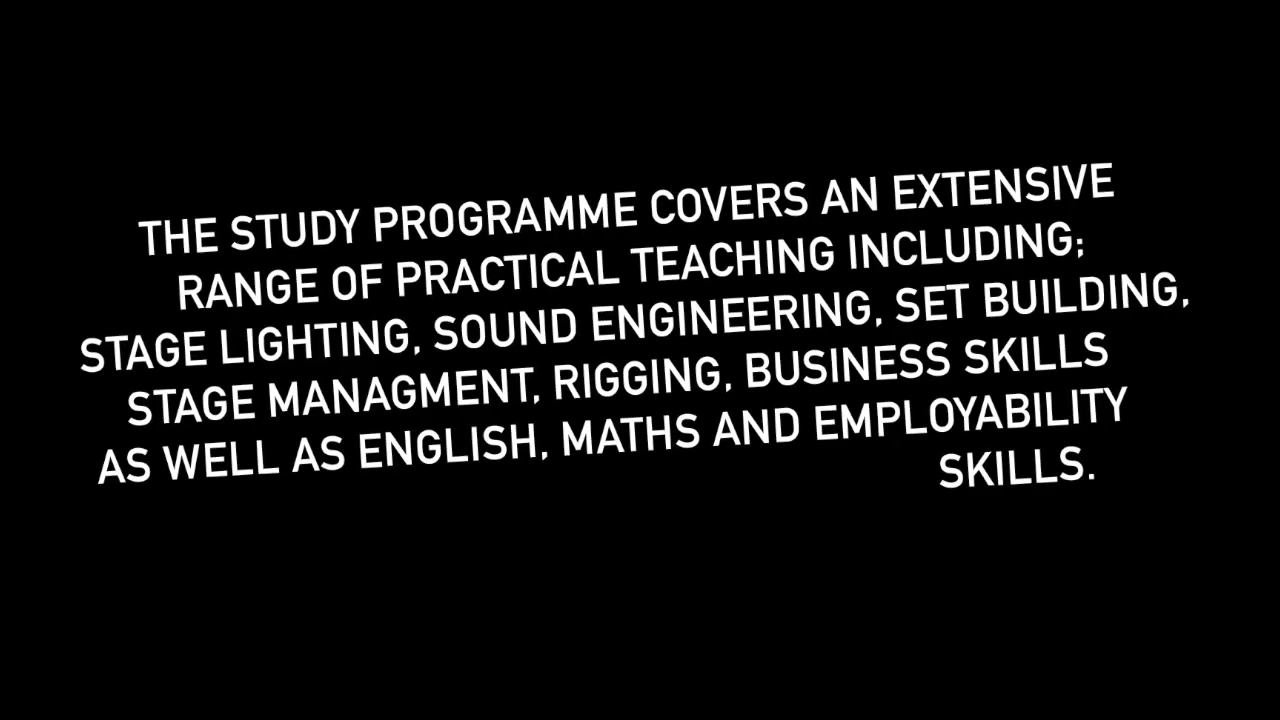 THE STUDY PROGRAMME COVERS AN EXTENSIVE
RANGE OF PRACTICAL TEACHING INCLUDING;
STAGE LIGHTING, SOUND ENGINEERING, SET BUILDING,
STAGE MANAGMENT, RIGGING, BUSINESS SKILLS
AS WELL AS ENGLISH, MATHS AND EMPLOYABILITY
SKILLS.